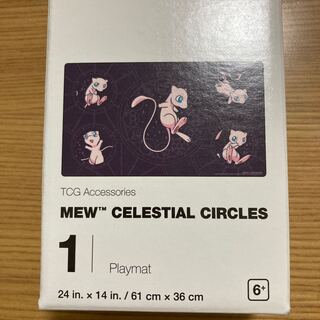 TCG Accessories
MEW™ CELESTIAL CIRCLES
1 Playmat
24 in. × 14 in. / 61 cm × 36 cm
6+